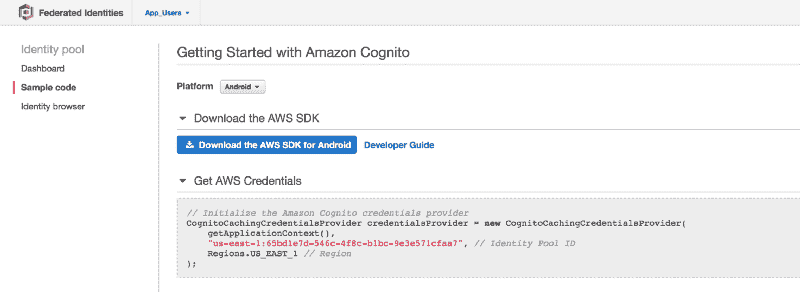 Federated Identities App_Users
Identity pool
Dashboard
Sample code
Identity browser
Getting Started with Amazon Cognito
Platform Android
Download the AWS SDK
Download the AWS SDK for Android Developer Guide
Get AWS Credentials
// Initialize the Amazon Cognito credentials provider
CognitoCachingCredentialsProvider credentialsProvider = new CognitoCachingCredentialsProvider(
getApplicationContext(),
"us-east-1:65bd1e7d-546c-4f8c-b1bc-9e3e571cfaa7", // Identity Pool ID
Regions.US_EAST_1 // Region
);